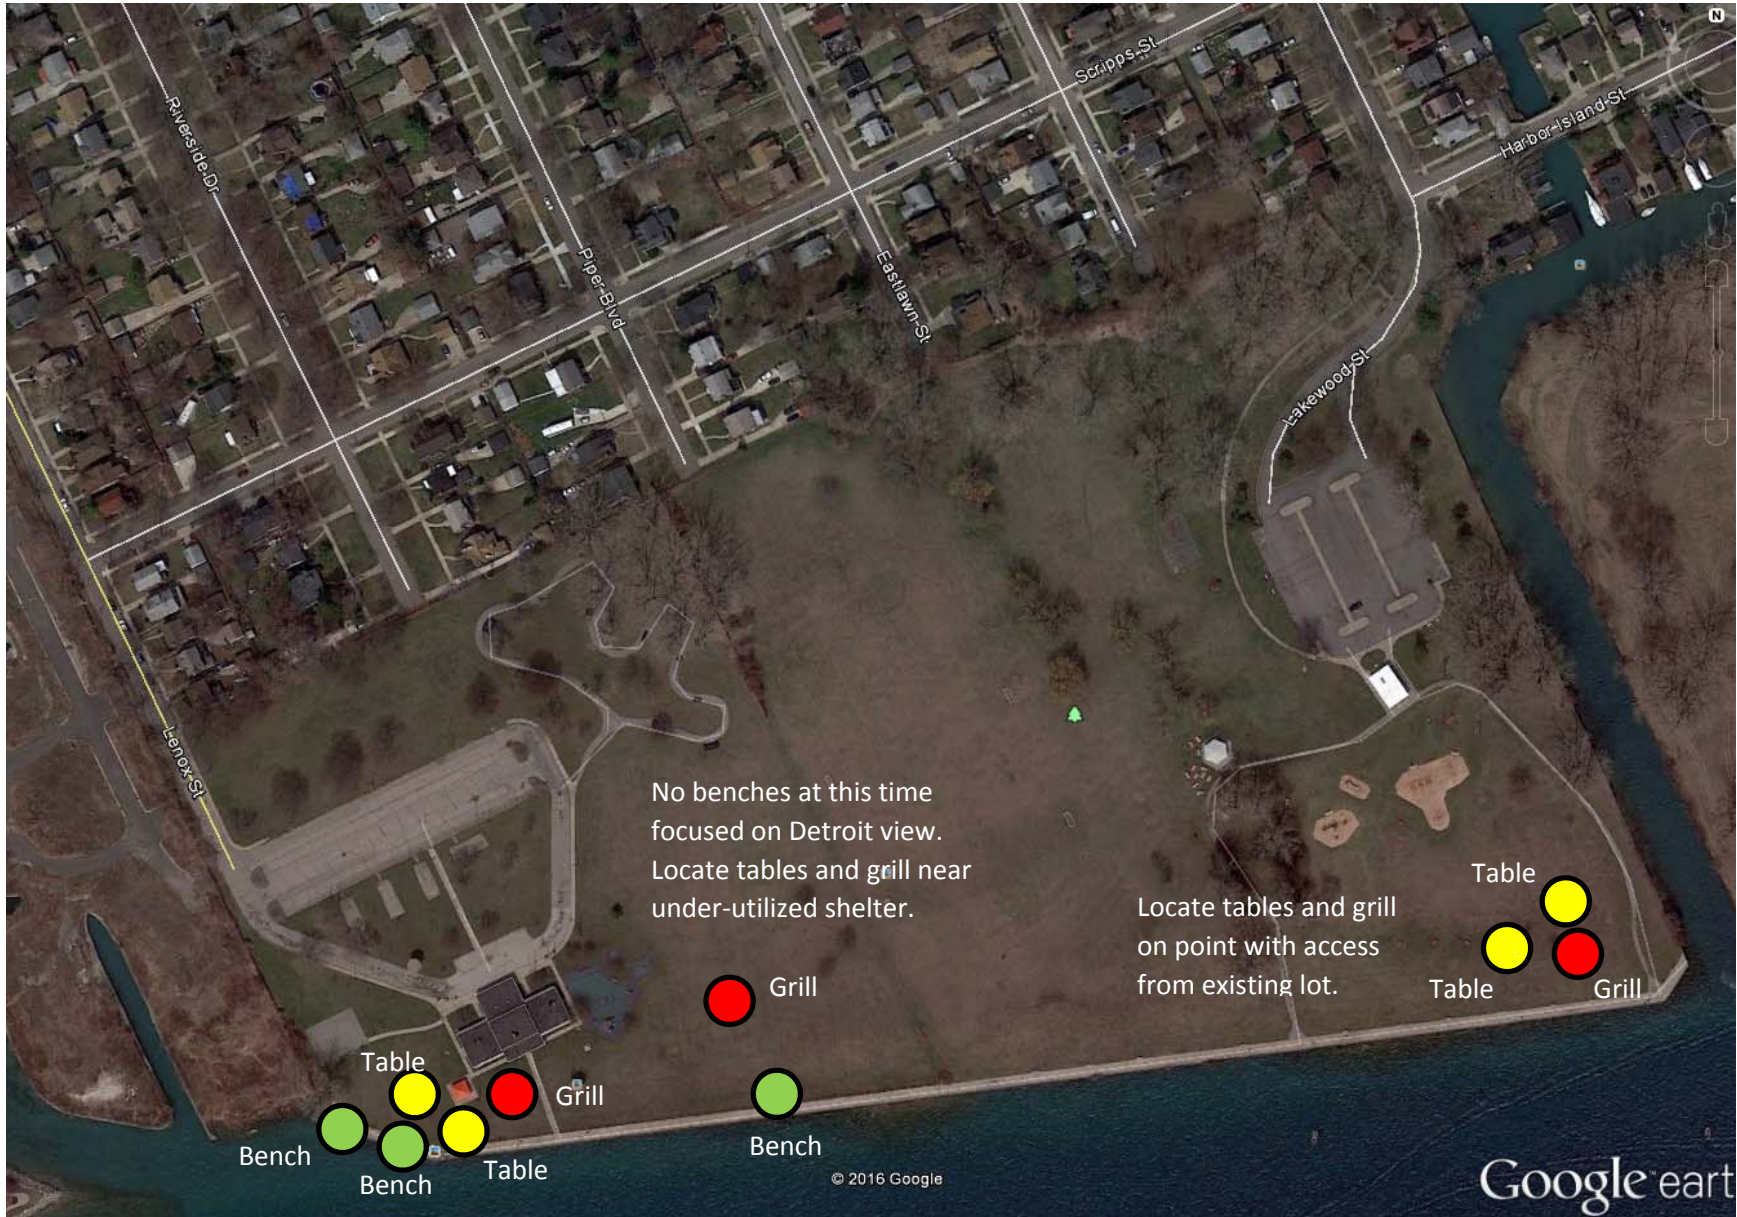 N
Scripps St
Harbor Island St
Riverside Dr
Piper Blvd
Eastlawn St
Lakewood St
Lenox St
No benches at this time
focused on Detroit view.
Locate tables and grill near
under-utilized shelter.
Table
Locate tables and grill
on point with access
from existing lot.
Table
Grill
Grill
Table
Grill
Bench
Bench
Table
Bench
© 2016 Google
Google eart